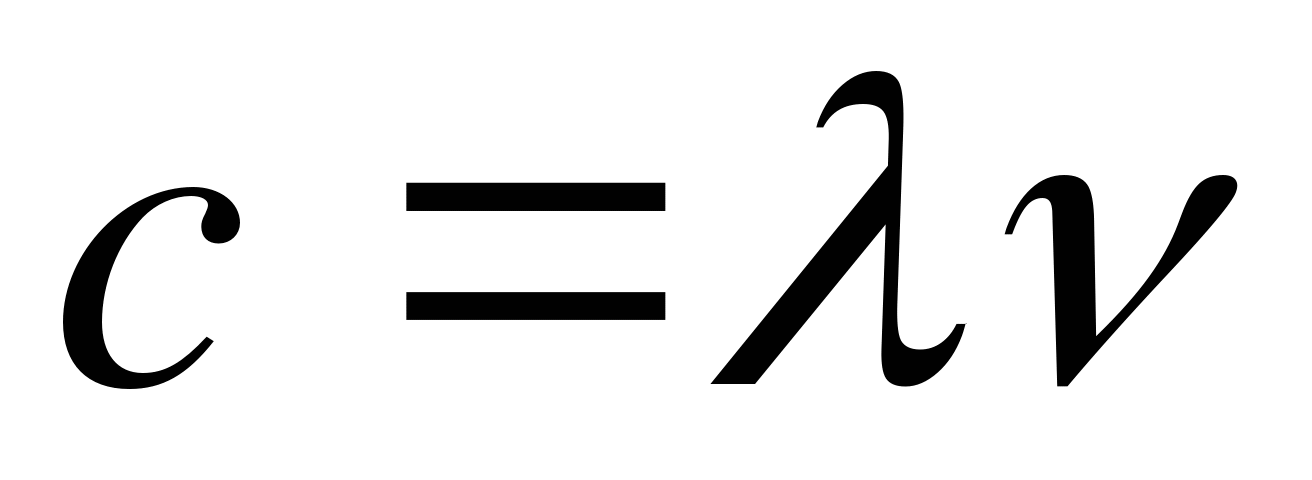 c = λν